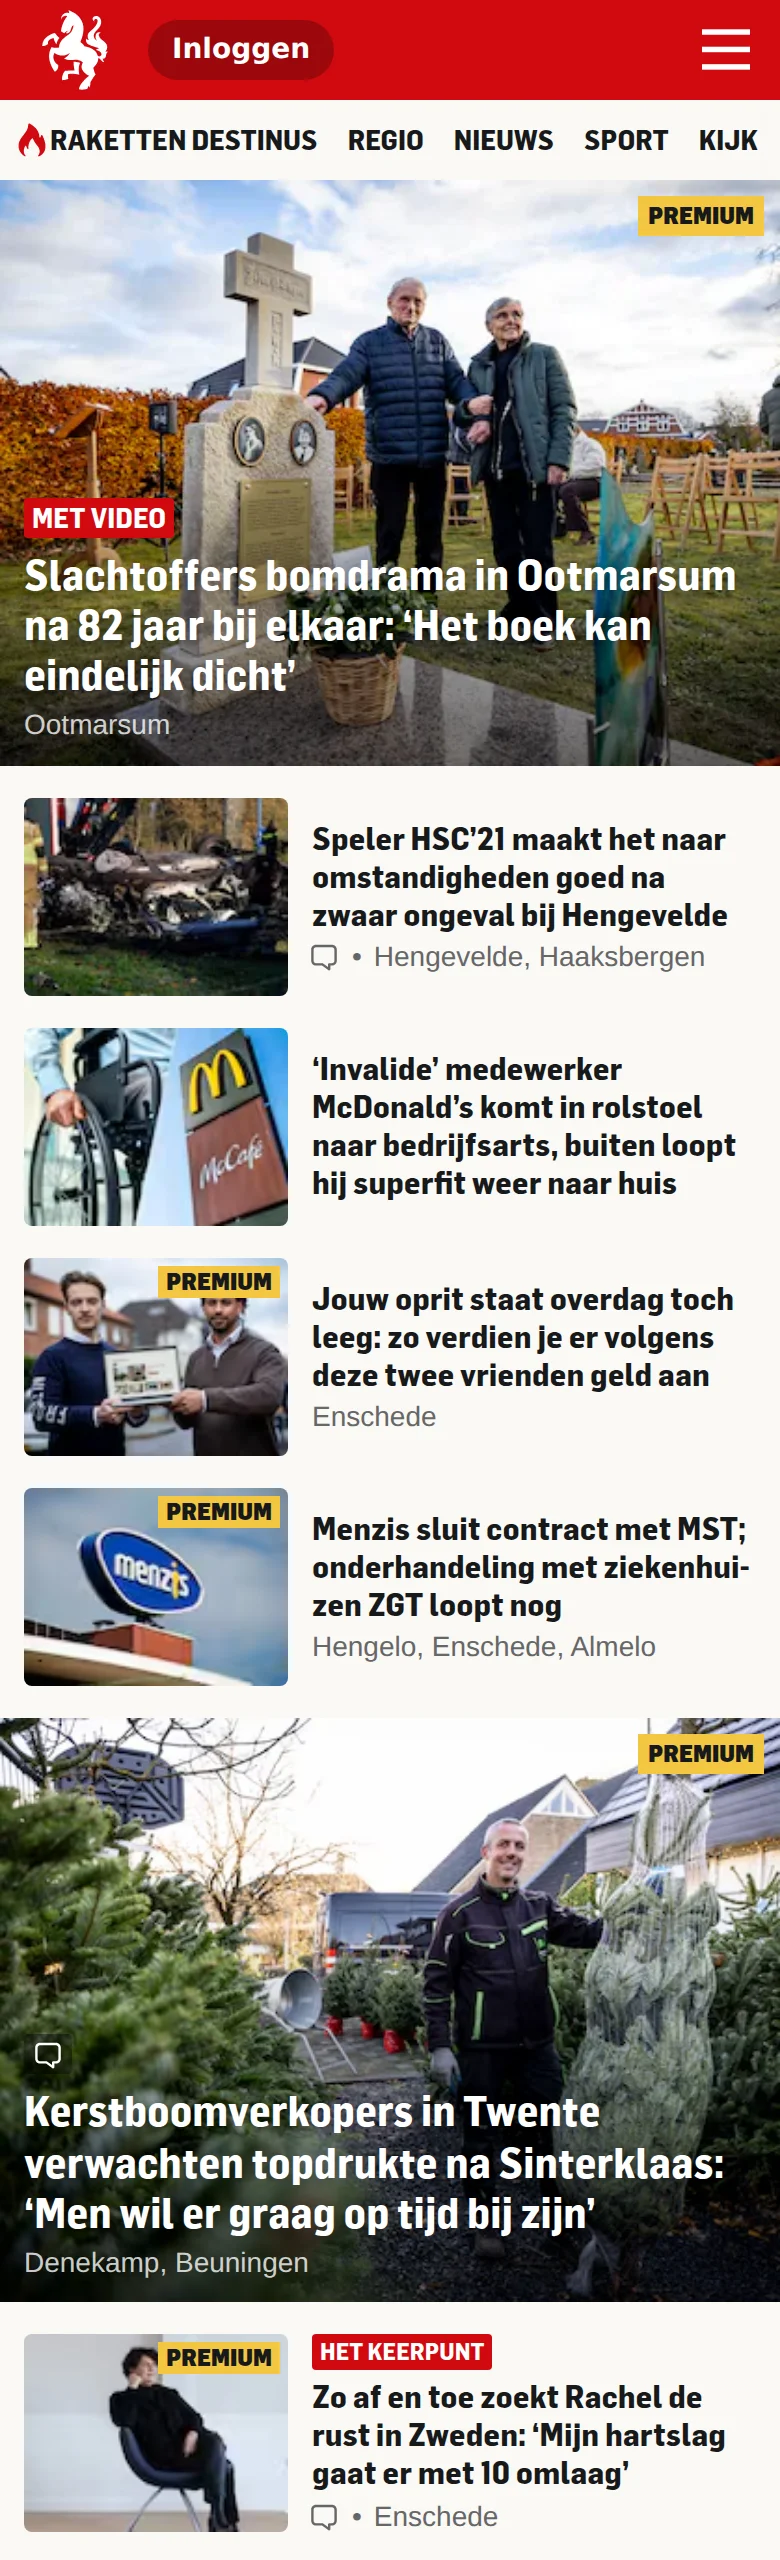 Inloggen
RAKETTEN DESTINUS REGIO NIEUWS SPORT KIJK
PREMIUM
MET VIDEO
Slachtoffers bomdrama in Ootmarsum
na 82 jaar bij elkaar: ‘Het boek kan
eindelijk dicht’
Ootmarsum
Speler HSC’21 maakt het naar
omstandigheden goed na
zwaar ongeval bij Hengevelde
• Hengevelde, Haaksbergen
McCafé
‘Invalide’ medewerker
McDonald’s komt in rolstoel
naar bedrijfsarts, buiten loopt
hij superfit weer naar huis
PREMIUM
Jouw oprit staat overdag toch
leeg: zo verdien je er volgens
deze twee vrienden geld aan
Enschede
PREMIUM
menzis
Menzis sluit contract met MST;
onderhandeling met ziekenhui-
zen ZGT loopt nog
Hengelo, Enschede, Almelo
PREMIUM
Kerstboomverkopers in Twente
verwachten topdrukte na Sinterklaas:
‘Men wil er graag op tijd bij zijn’
Denekamp, Beuningen
PREMIUM
HET KEERPUNT
Zo af en toe zoekt Rachel de
rust in Zweden: ‘Mijn hartslag
gaat er met 10 omlaag’
• Enschede